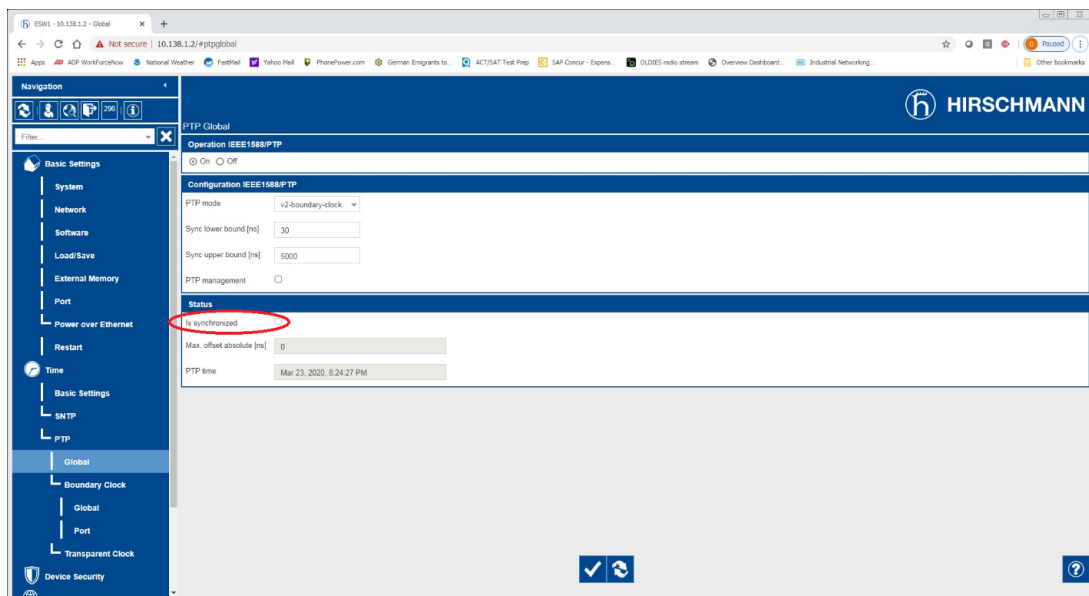 ESW1 - 10.138.1.2 - Global
Not secure | 10.138.1.2/#ptpglobal
Paused
Apps ADP WorkForceNow National Weather FastMail Yahoo Mail PhonePower.com German Emigrants to... ACT/SAT Test Prep SAP Concur - Expens... OLDIES radio stream Overview Dashboard... Industrial Networking... Other bookmarks
Navigation
296
Filter...
HIRSCHMANN
PTP Global
Operation IEEE1588/PTP
On Off
Configuration IEEE1588/PTP
PTP mode v2-boundary-clock
Sync lower bound [ns] 30
Sync upper bound [ns] 5000
PTP management
Status
Is synchronized
Max. offset absolute [ns] 0
PTP time Mar 23, 2020, 8:24:27 PM
Basic Settings
System
Network
Software
Load/Save
External Memory
Port
Power over Ethernet
Restart
Time
Basic Settings
SNTP
PTP
Global
Boundary Clock
Global
Port
Transparent Clock
Device Security